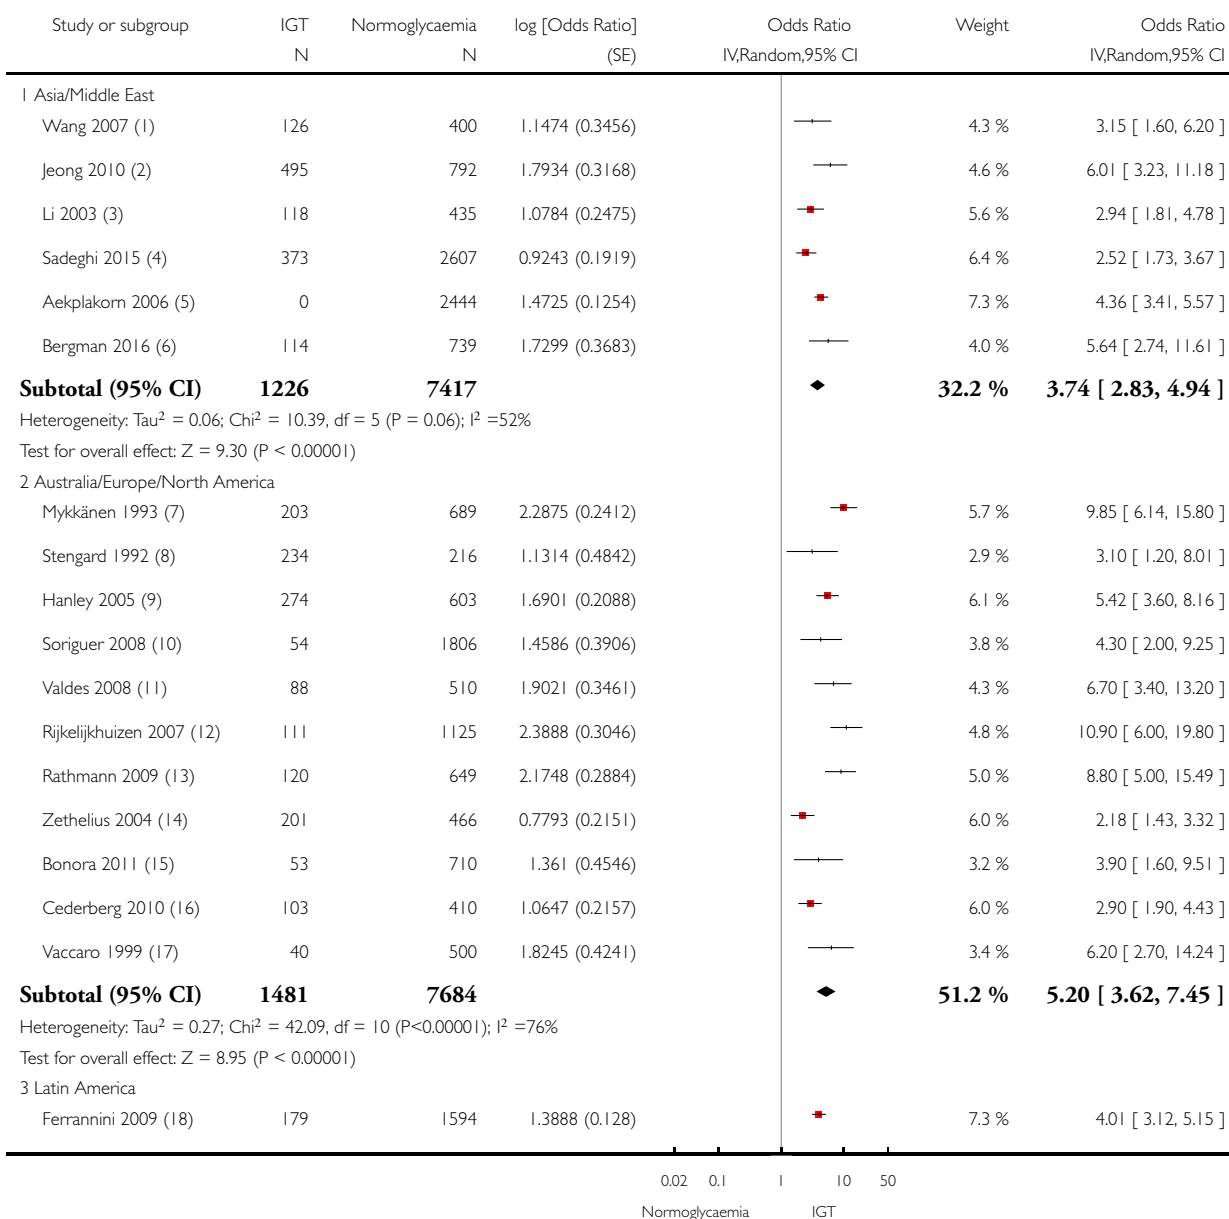 Study or subgroup IGT Normoglycaemia log [Odds Ratio] Odds Ratio Weight Odds Ratio
N N (SE) IV,Random,95% CI IV,Random,95% CI
1 Asia/Middle East
Wang 2007 (1) 126 400 1.1474 (0.3456) 4.3 % 3.15 [ 1.60, 6.20 ]
Jeong 2010 (2) 495 792 1.7934 (0.3168) 4.6 % 6.01 [ 3.23, 11.18 ]
Li 2003 (3) 118 435 1.0784 (0.2475) 5.6 % 2.94 [ 1.81, 4.78 ]
Sadeghi 2015 (4) 373 2607 0.9243 (0.1919) 6.4 % 2.52 [ 1.73, 3.67 ]
Aekplakorn 2006 (5) 0 2444 1.4725 (0.1254) 7.3 % 4.36 [ 3.41, 5.57 ]
Bergman 2016 (6) 114 739 1.7299 (0.3683) 4.0 % 5.64 [ 2.74, 11.61 ]
Subtotal (95% CI) 1226 7417 32.2 % 3.74 [ 2.83, 4.94 ]
Heterogeneity: Tau² = 0.06; Chi² = 10.39, df = 5 (P = 0.06); I² =52%
Test for overall effect: Z = 9.30 (P < 0.00001)
2 Australia/Europe/North America
Mykkänen 1993 (7) 203 689 2.2875 (0.2412) 5.7 % 9.85 [ 6.14, 15.80 ]
Stengard 1992 (8) 234 216 1.1314 (0.4842) 2.9 % 3.10 [ 1.20, 8.01 ]
Hanley 2005 (9) 274 603 1.6901 (0.2088) 6.1 % 5.42 [ 3.60, 8.16 ]
Soriguer 2008 (10) 54 1806 1.4586 (0.3906) 3.8 % 4.30 [ 2.00, 9.25 ]
Valdes 2008 (11) 88 510 1.9021 (0.3461) 4.3 % 6.70 [ 3.40, 13.20 ]
Rijkelijkhuizen 2007 (12) 111 1125 2.3888 (0.3046) 4.8 % 10.90 [ 6.00, 19.80 ]
Rathmann 2009 (13) 120 649 2.1748 (0.2884) 5.0 % 8.80 [ 5.00, 15.49 ]
Zethelius 2004 (14) 201 466 0.7793 (0.2151) 6.0 % 2.18 [ 1.43, 3.32 ]
Bonora 2011 (15) 53 710 1.361 (0.4546) 3.2 % 3.90 [ 1.60, 9.51 ]
Cederberg 2010 (16) 103 410 1.0647 (0.2157) 6.0 % 2.90 [ 1.90, 4.43 ]
Vaccaro 1999 (17) 40 500 1.8245 (0.4241) 3.4 % 6.20 [ 2.70, 14.24 ]
Subtotal (95% CI) 1481 7684 51.2 % 5.20 [ 3.62, 7.45 ]
Heterogeneity: Tau² = 0.27; Chi² = 42.09, df = 10 (P<0.00001); I² =76%
Test for overall effect: Z = 8.95 (P < 0.00001)
3 Latin America
Ferrannini 2009 (18) 179 1594 1.3888 (0.128) 7.3 % 4.01 [ 3.12, 5.15 ]
0.02 0.1 1 10 50
Normoglycaemia IGT